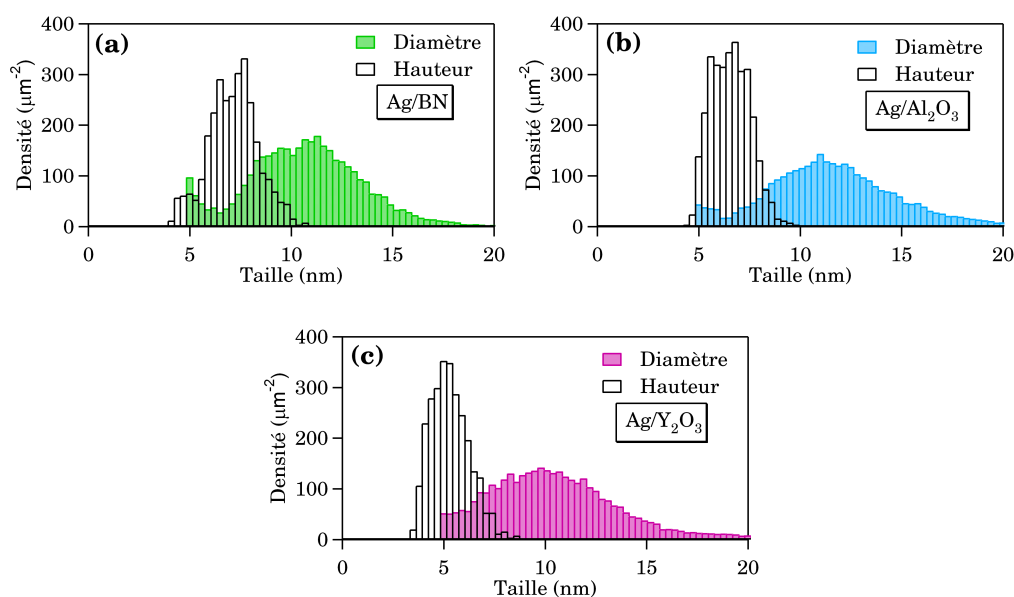 (a)
Diamètre
Hauteur
Ag/BN
Densité (μm⁻²)
400
300
200
100
0
0 5 10 15 20
Taille (nm)
(b)
Diamètre
Hauteur
Ag/Al₂O₃
Densité (μm⁻²)
400
300
200
100
0
0 5 10 15 20
Taille (nm)
(c)
Diamètre
Hauteur
Ag/Y₂O₃
Densité (μm⁻²)
400
300
200
100
0
0 5 10 15 20
Taille (nm)